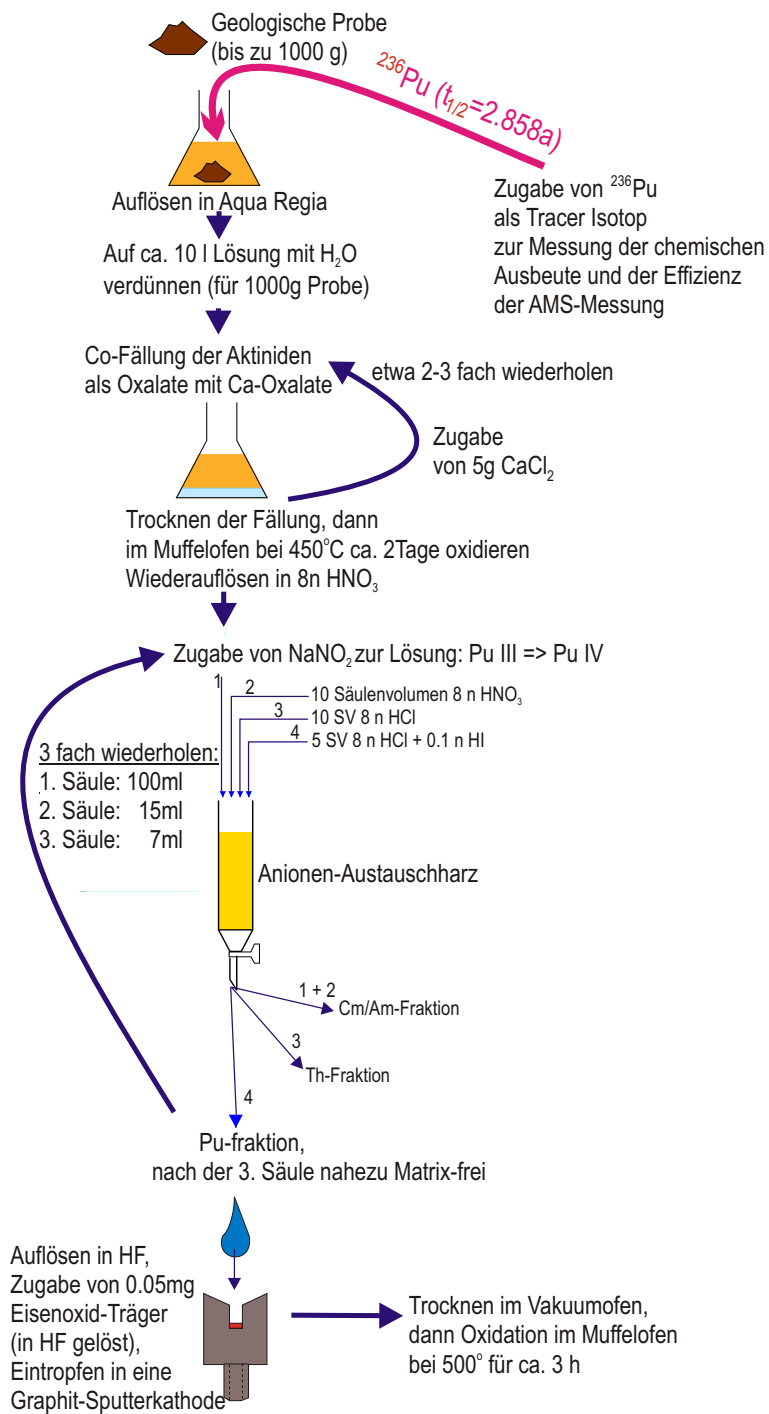 Geologische Probe
(bis zu 1000 g)
²³⁶Pu (t₁/₂=2.858a)
Zugabe von ²³⁶Pu
als Tracer Isotop
zur Messung der chemischen
Ausbeute und der Effizienz
der AMS-Messung
Auflösen in Aqua Regia
Auf ca. 10 l Lösung mit H₂O
verdünnen (für 1000g Probe)
Co-Fällung der Aktiniden
als Oxalate mit Ca-Oxalate
etwa 2-3 fach wiederholen
Zugabe
von 5g CaCl₂
Trocknen der Fällung, dann
im Muffelofen bei 450°C ca. 2Tage oxidieren
Wiederauflösen in 8n HNO₃
Zugabe von NaNO₂ zur Lösung: Pu III => Pu IV
1
2 10 Säulenvolumen 8 n HNO₃
3 10 SV 8 n HCl
4 5 SV 8 n HCl + 0.1 n HI
3 fach wiederholen:
1. Säule: 100ml
2. Säule: 15ml
3. Säule: 7ml
Anionen-Austauschharz
1 + 2
Cm/Am-Fraktion
3
Th-Fraktion
4
Pu-fraktion,
nach der 3. Säule nahezu Matrix-frei
Auflösen in HF,
Zugabe von 0.05mg
Eisenoxid-Träger
(in HF gelöst),
Eintropfen in eine
Graphit-Sputterkathode
Trocknen im Vakuumofen,
dann Oxidation im Muffelofen
bei 500° für ca. 3 h